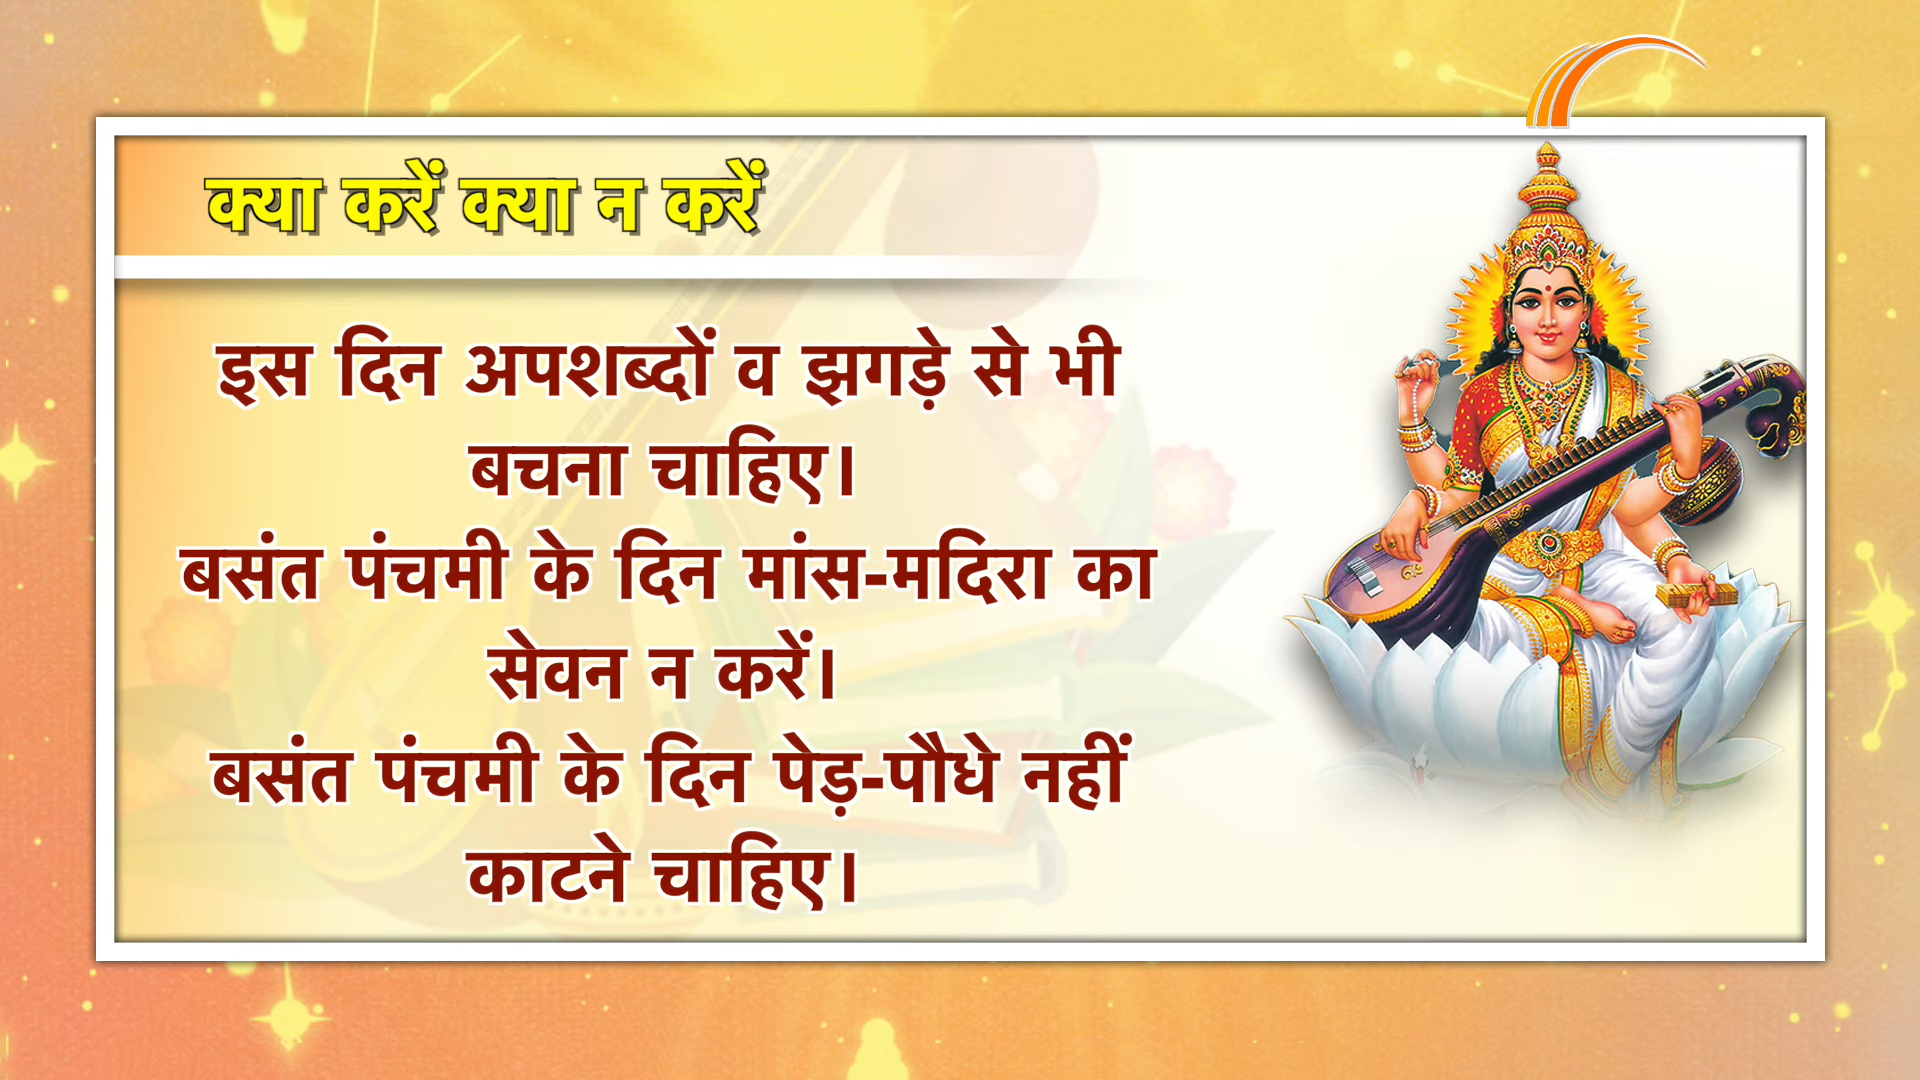 क्या करें क्या न करें
इस दिन अपशब्दों व झगड़े से भी
बचना चाहिए।
बसंत पंचमी के दिन मांस-मदिरा का
सेवन न करें।
बसंत पंचमी के दिन पेड़-पौधे नहीं
काटने चाहिए।